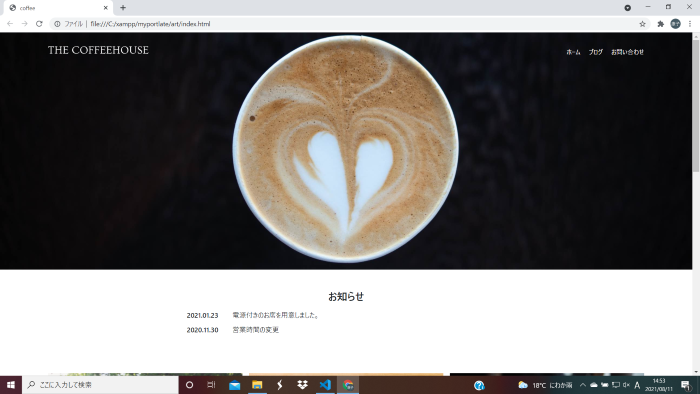 coffee
ファイル | file:///C:/xampp/myportlate/art/index.html
THE COFFEEHOUSE
ホーム ブログ お問い合わせ
お知らせ
2021.01.23 電源付きのお席を用意しました。
2020.11.30 営業時間の変更
ここに入力して検索
18°C にわか雨
A
14:53
2021/08/11